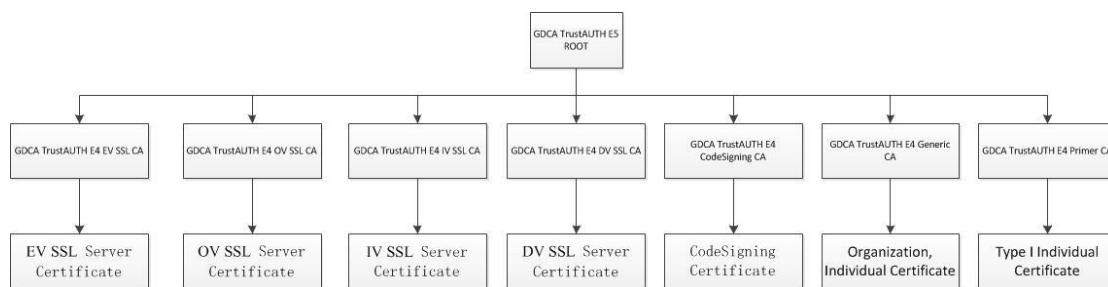 GDCA TrustAUTH E5
ROOT
GDCA TrustAUTH E4 EV SSL CA
GDCA TrustAUTH E4 OV SSL CA
GDCA TrustAUTH E4 IV SSL CA
GDCA TrustAUTH E4 DV SSL CA
GDCA TrustAUTH E4
CodeSigning CA
GDCA TrustAUTH E4 Generic
CA
GDCA TrustAUTH E4 Primer CA
EV SSL Server
Certificate
OV SSL Server
Certificate
IV SSL Server
Certificate
DV SSL Server
Certificate
CodeSigning
Certificate
Organization,
Individual Certificate
Type I Individual
Certificate